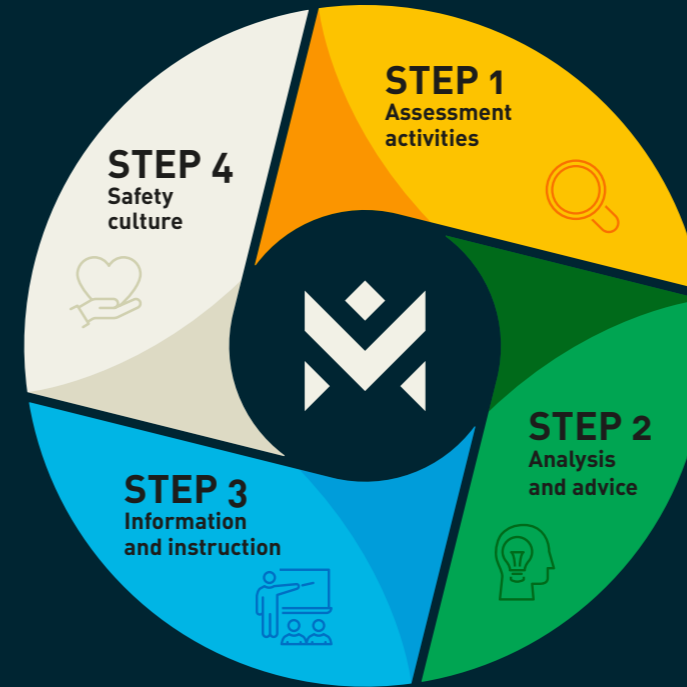 STEP 1
Assessment
activities
STEP 2
Analysis
and advice
STEP 3
Information
and instruction
STEP 4
Safety
culture